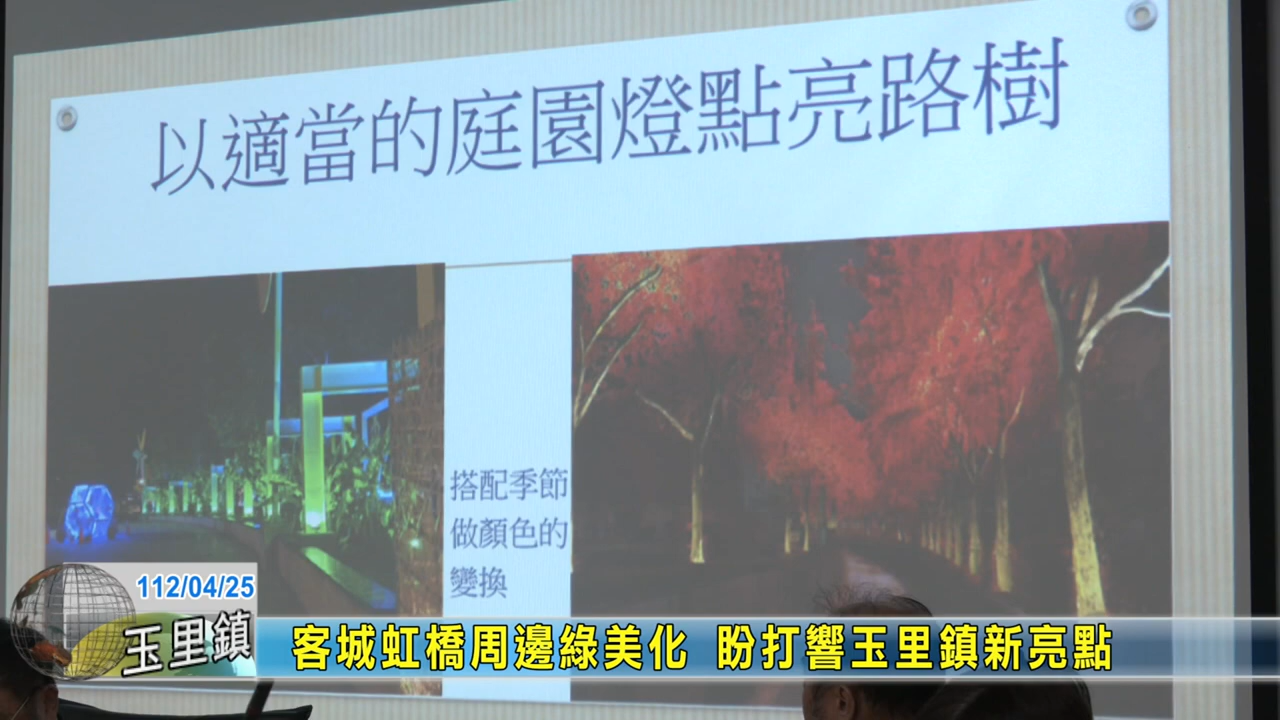 以適當的庭園燈點亮路樹
搭配季節
做顏色的
變換
112/04/25
玉里鎮
客城虹橋周邊綠美化 盼打響玉里鎮新亮點